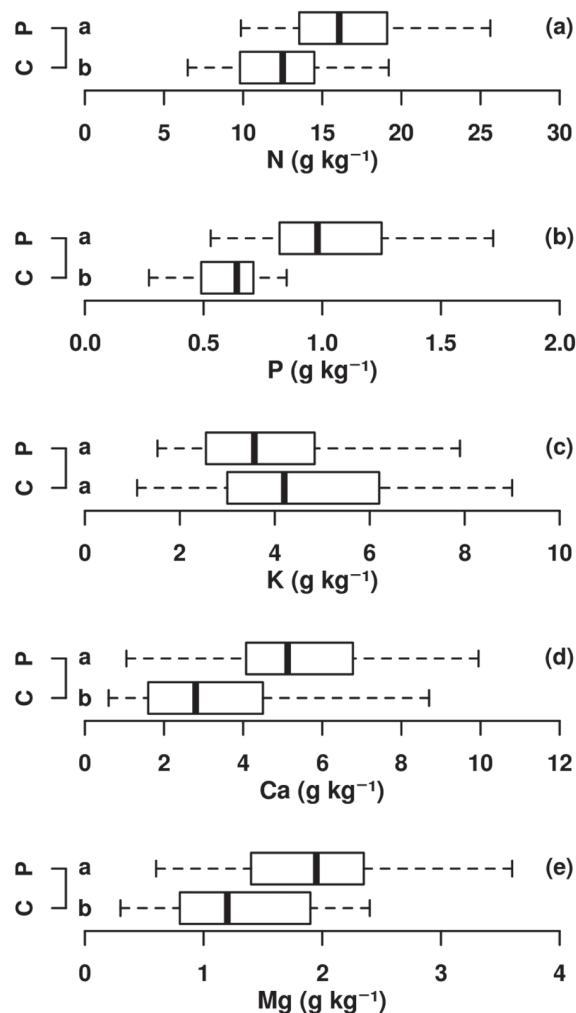 P a (a)
C b
0 5 10 15 20 25 30
N (g kg⁻¹)
P a (b)
C b
0.0 0.5 1.0 1.5 2.0
P (g kg⁻¹)
P a (c)
C a
0 2 4 6 8 10
K (g kg⁻¹)
P a (d)
C b
0 2 4 6 8 10 12
Ca (g kg⁻¹)
P a (e)
C b
0 1 2 3 4
Mg (g kg⁻¹)